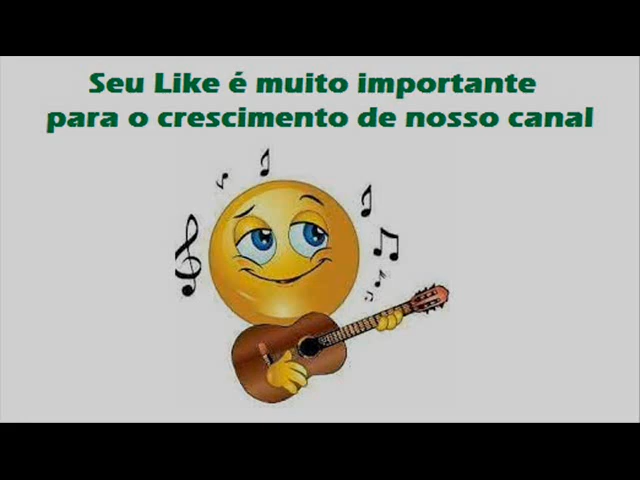 Seu Like é muito importante
para o crescimento de nosso canal